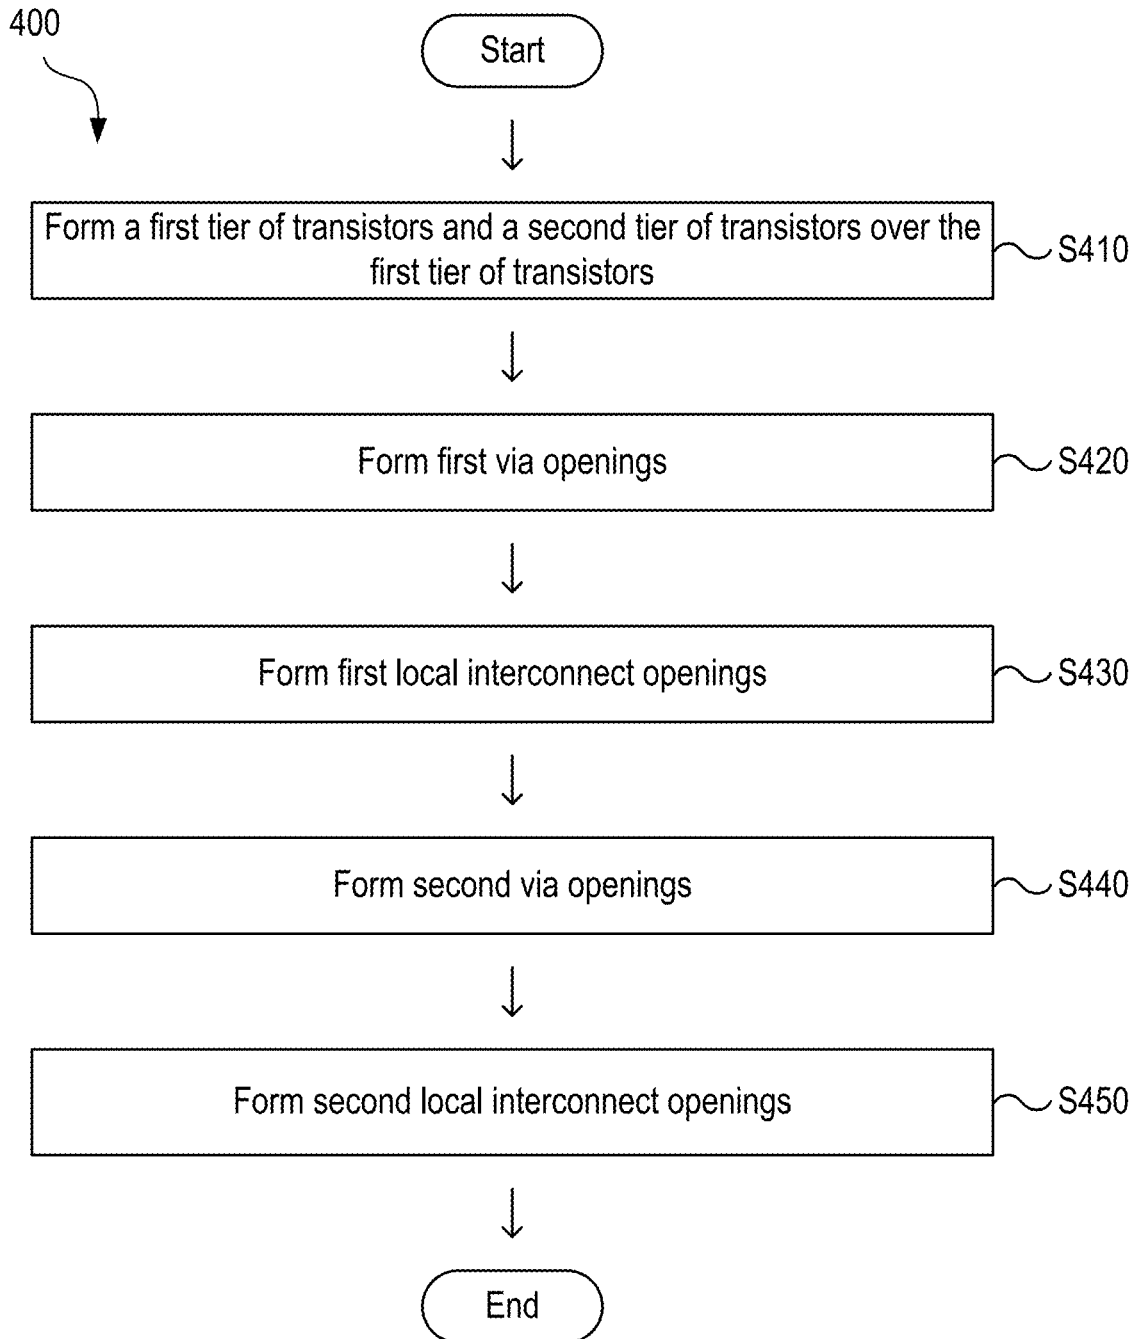 400
Start
Form a first tier of transistors and a second tier of transistors over the
first tier of transistors
S410
Form first via openings
S420
Form first local interconnect openings
S430
Form second via openings
S440
Form second local interconnect openings
S450
End